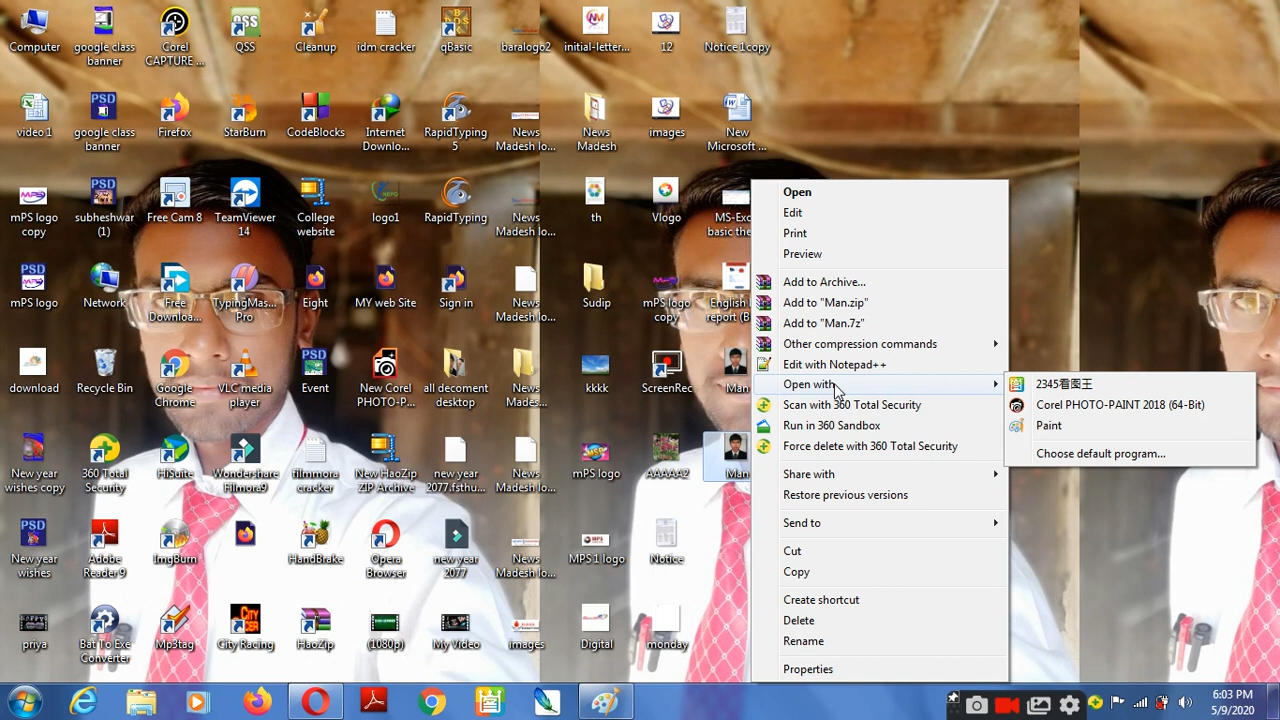 Computer
google class
banner
Corel
CAPTURE ...
QSS
Cleanup
idm cracker
qBasic
baralogo2
initial-letter...
12
Notice 1copy
video 1
google class
banner
Firefox
StarBurn
CodeBlocks
Internet
Downlo...
RapidTyping
5
News
Madesh lo...
News
Madesh
images
New
Microsoft ...
mPS logo
copy
subheshwar
(1)
Free Cam 8
TeamViewer
14
College
website
logo1
RapidTyping
News
Madesh lo...
th
Vlogo
MS-Exc
basic the
mPS logo
Network
Free
Downloa...
TypingMas...
Pro
Eight
MY web Site
Sign in
News
Madesh lo...
Sudip
mPS logo
copy
English
report (B
download
Recycle Bin
Google
Chrome
VLC media
player
Event
New Corel
PHOTO-P...
all decoment
desktop
News
Madesh lo...
kkkk
ScreenRec
Man
New year
wishes copy
360 Total
Security
HiSuite
Wondershare
Filmora9
filmmora
cracker
New HaoZip
ZIP Archive
new year
2077.fsthu...
News
Madesh lo...
mPS logo
AAAAA2
Man
New year
wishes
Adobe
Reader 9
ImgBurn
HandBrake
Opera
Browser
new year
2077
News
Madesh lo...
MPS 1 logo
Notice
priya
Bat To Exe
Converter
Mp3tag
City Racing
HaoZip
(1080p)
My Video
images
Digital
monday
Open
Edit
Print
Preview
Add to Archive...
Add to "Man.zip"
Add to "Man.7z"
Other compression commands
Edit with Notepad++
Open with
Scan with 360 Total Security
Run in 360 Sandbox
Force delete with 360 Total Security
Share with
Restore previous versions
Send to
Cut
Copy
Create shortcut
Delete
Rename
Properties
2345看图王
Corel PHOTO-PAINT 2018 (64-Bit)
Paint
Choose default program...
6:03 PM
5/9/2020